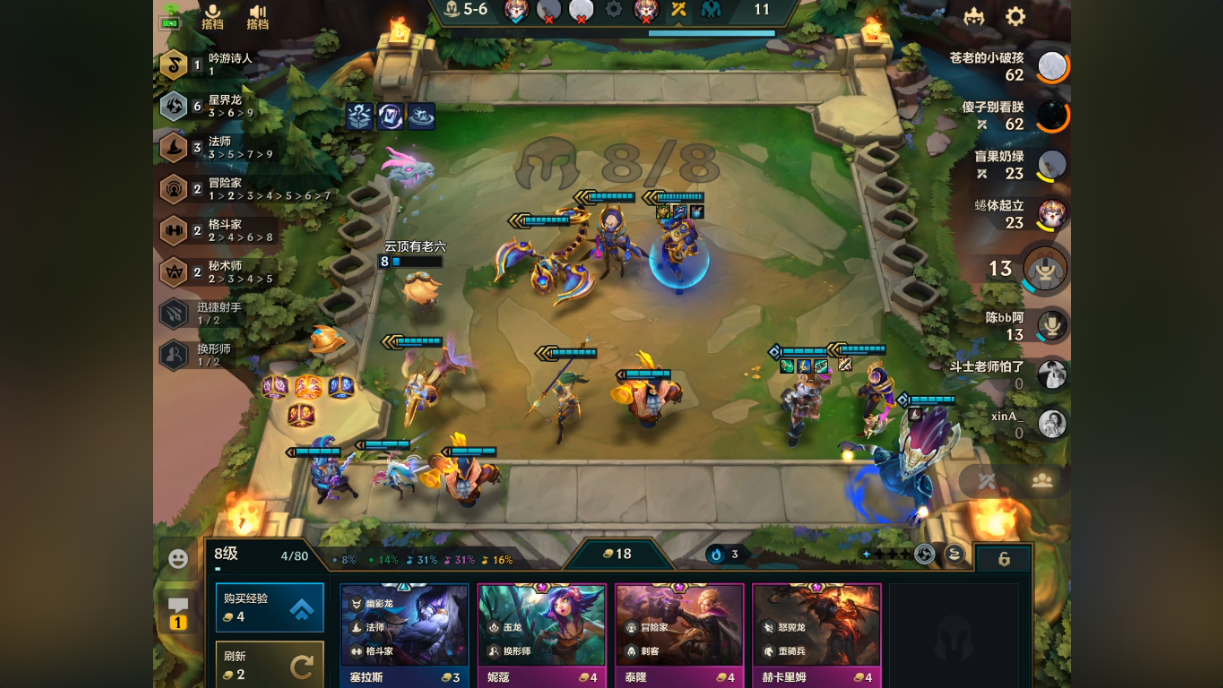 搭档
搭档
5-6
11
1 吟游诗人
1
6 星界龙
3 > 6 > 9
3 法师
3 > 5 > 7 > 9
2 冒险家
1 > 2 > 3 > 4 > 5 > 6 > 7
2 格斗家
2 > 4 > 6 > 8
2 秘术师
2 > 3 > 4 > 5
迅捷射手
1 / 2
换形师
1 / 2
8/8
云顶有老六
8
苍老的小破孩
62
傻子别看朕
62
盲果奶绿
23
蜷体起立
23
13
陈bb阿
13
斗士老师怕了
0
xinA_
0
8级
4/80
8%
14%
31%
31%
16%
18
3
6
1
购买经验
4
刷新
2
幽影龙
法师
格斗家
塞拉斯
3
玉龙
换形师
妮蔻
4
冒险家
刺客
泰隆
4
怒翼龙
重骑兵
赫卡里姆
4